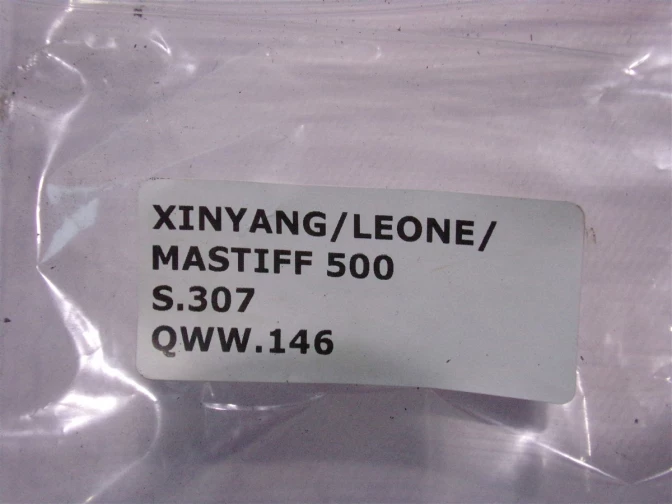 XINYANG/LEONE/
MASTIFF 500
S.307
QWW.146